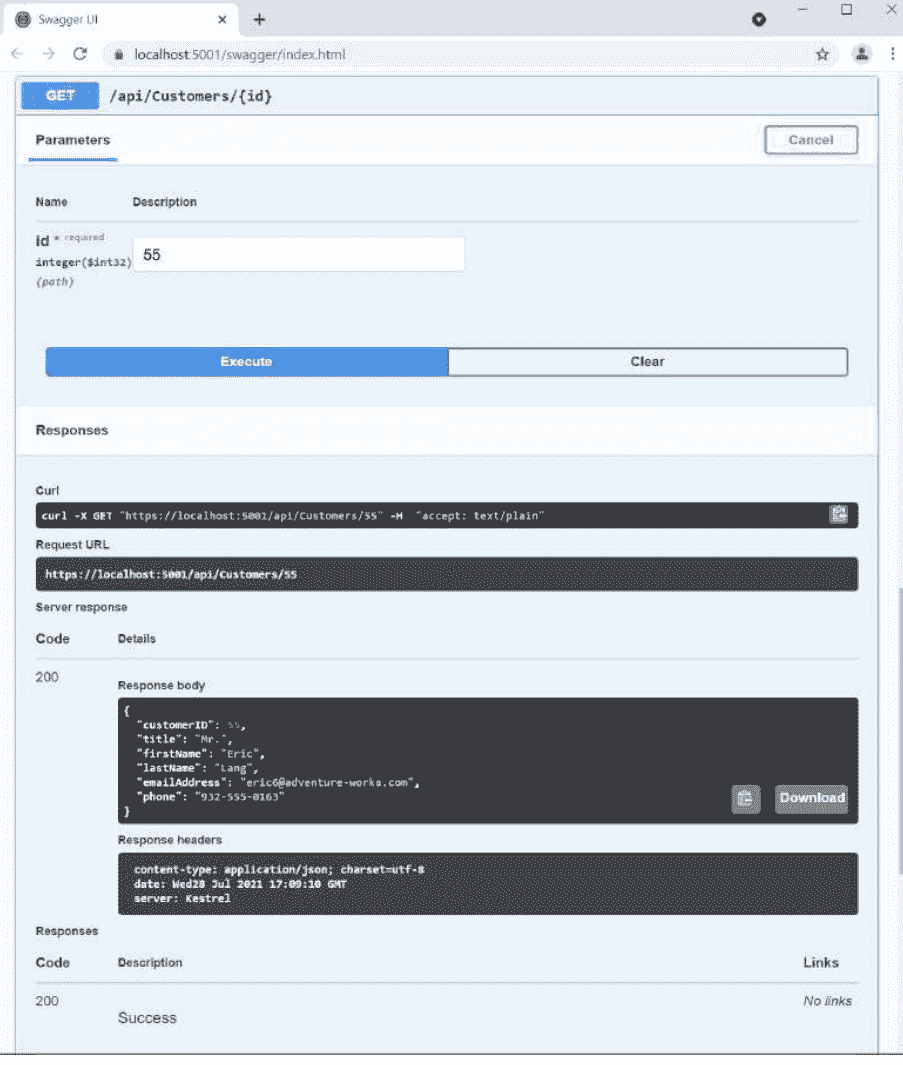 Swagger UI
localhost:5001/swagger/index.html
GET /api/Customers/{id}
Parameters
Cancel
Name Description
id * required
integer($int32)
(path)
55
Execute Clear
Responses
Curl
curl -X GET "https://localhost:5001/api/Customers/55" -H "accept: text/plain"
Request URL
https://localhost:5001/api/Customers/55
Server response
Code Details
200
Response body
{
"customerID": 55,
"title": "Mr.",
"firstName": "Eric",
"lastName": "Lang",
"emailAddress": "eric6@adventure-works.com",
"phone": "932-555-0163"
}
Download
Response headers
content-type: application/json; charset=utf-8
date: Wed28 Jul 2021 17:09:10 GMT
server: Kestrel
Responses
Code Description Links
200 No links
Success